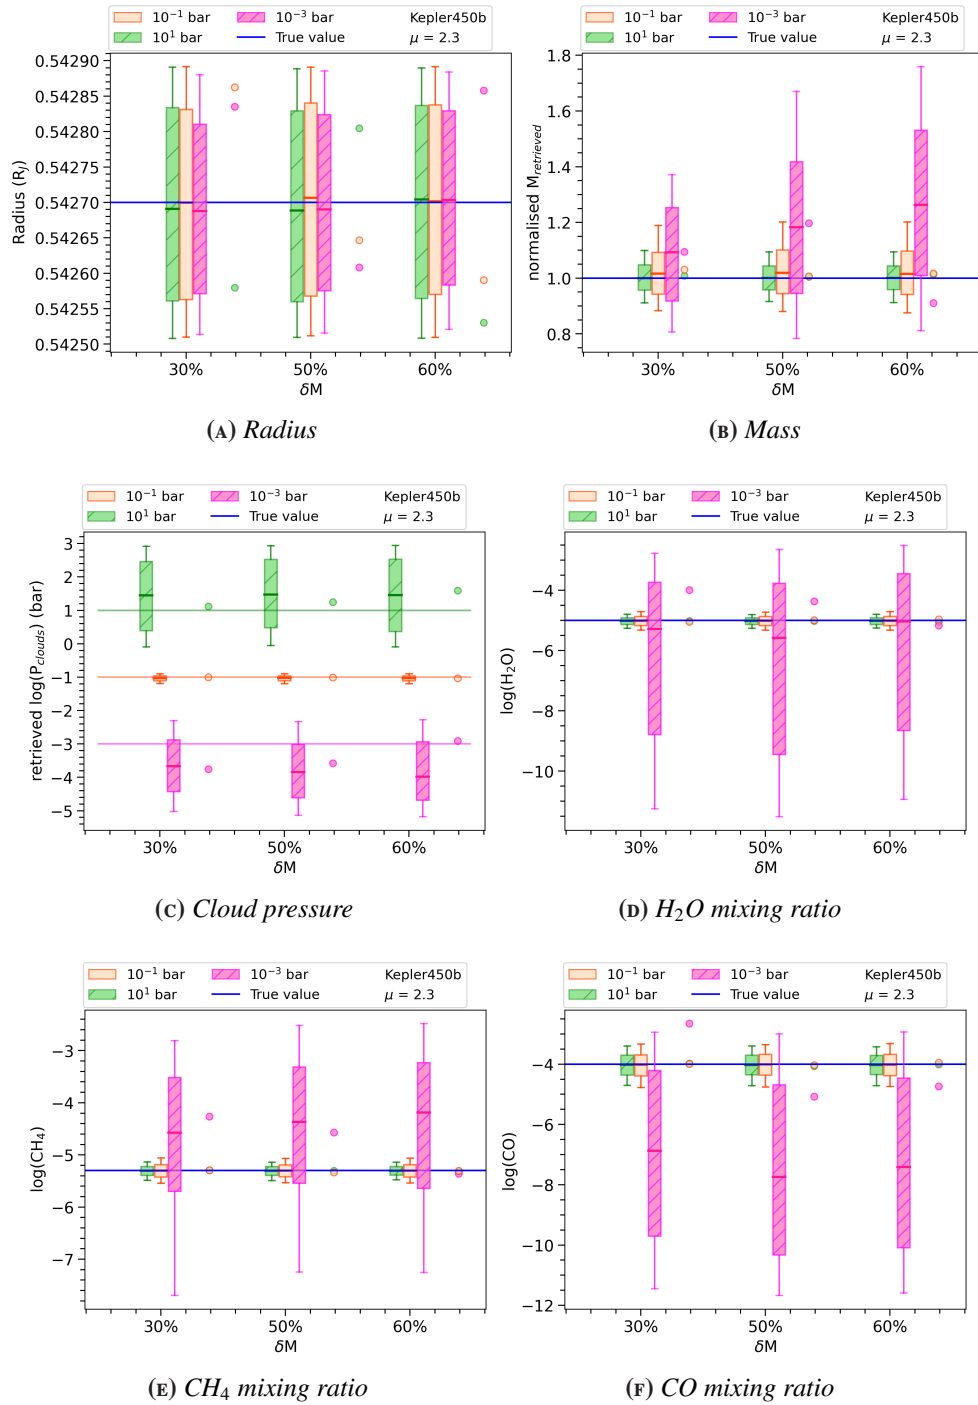 10⁻¹ bar 10⁻³ bar Kepler450b
10¹ bar True value μ = 2.3
Radius (R_J)
0.54290
0.54285
0.54280
0.54275
0.54270
0.54265
0.54260
0.54255
0.54250
30% 50% 60%
δM
(A) Radius
10⁻¹ bar 10⁻³ bar Kepler450b
10¹ bar True value μ = 2.3
normalised M_retrieved
1.8
1.6
1.4
1.2
1.0
0.8
30% 50% 60%
δM
(B) Mass
10⁻¹ bar 10⁻³ bar Kepler450b
10¹ bar True value μ = 2.3
retrieved log(P_clouds) (bar)
3
2
1
0
−1
−2
−3
−4
−5
30% 50% 60%
δM
(C) Cloud pressure
10⁻¹ bar 10⁻³ bar Kepler450b
10¹ bar True value μ = 2.3
log(H₂O)
−4
−6
−8
−10
30% 50% 60%
δM
(D) H₂O mixing ratio
10⁻¹ bar 10⁻³ bar Kepler450b
10¹ bar True value μ = 2.3
log(CH₄)
−3
−4
−5
−6
−7
30% 50% 60%
δM
(E) CH₄ mixing ratio
10⁻¹ bar 10⁻³ bar Kepler450b
10¹ bar True value μ = 2.3
log(CO)
−4
−6
−8
−10
−12
30% 50% 60%
δM
(F) CO mixing ratio